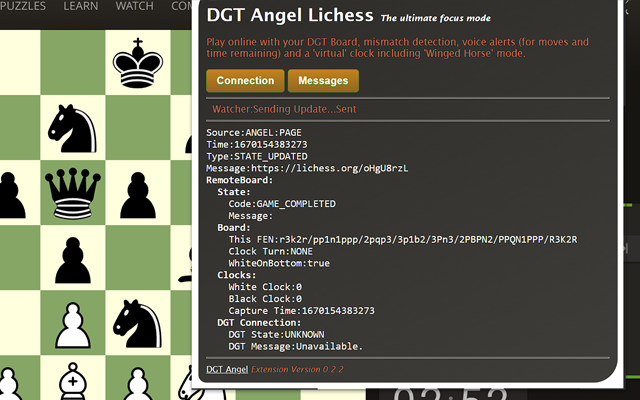 PUZZLES LEARN WATCH
DGT Angel Lichess The ultimate focus mode
Play online with your DGT Board, mismatch detection, voice alerts (for moves and
time remaining) and a 'virtual' clock including 'Winged Horse' mode.
Connection Messages
Watcher:Sending Update...Sent
Source:ANGEL:PAGE
Time:1670154383273
Type:STATE_UPDATED
Message:https://lichess.org/oHgU8rzL
RemoteBoard:
State:
Code:GAME_COMPLETED
Message:
Board:
This FEN:r3k2r/pp1n1ppp/2pqp3/3p1b2/3Pn3/2PBPN2/PPQN1PPP/R3K2R
Clock Turn:NONE
WhiteOnBottom:true
Clocks:
White Clock:0
Black Clock:0
Capture Time:1670154383273
DGT Connection:
DGT State:UNKNOWN
DGT Message:Unavailable.
DGT Angel Extension Version 0.2.2